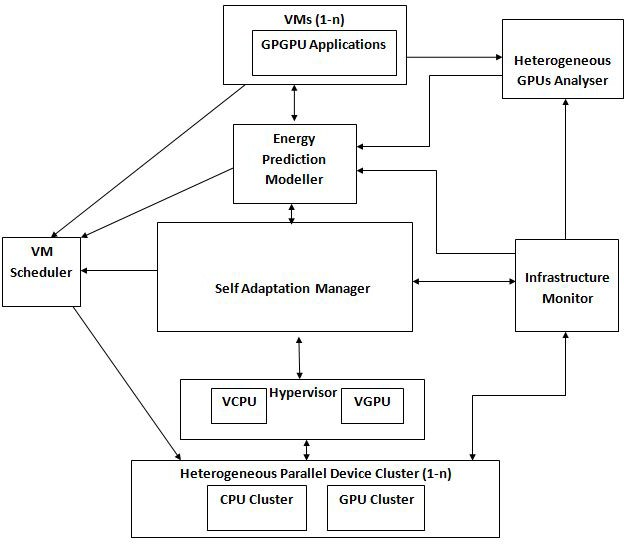 VMs (1-n)
GPGPU Applications
Heterogeneous
GPUs Analyser
Energy
Prediction
Modeller
VM
Scheduler
Self Adaptation Manager
Infrastructure
Monitor
Hypervisor
VCPU
VGPU
Heterogeneous Parallel Device Cluster (1-n)
CPU Cluster
GPU Cluster